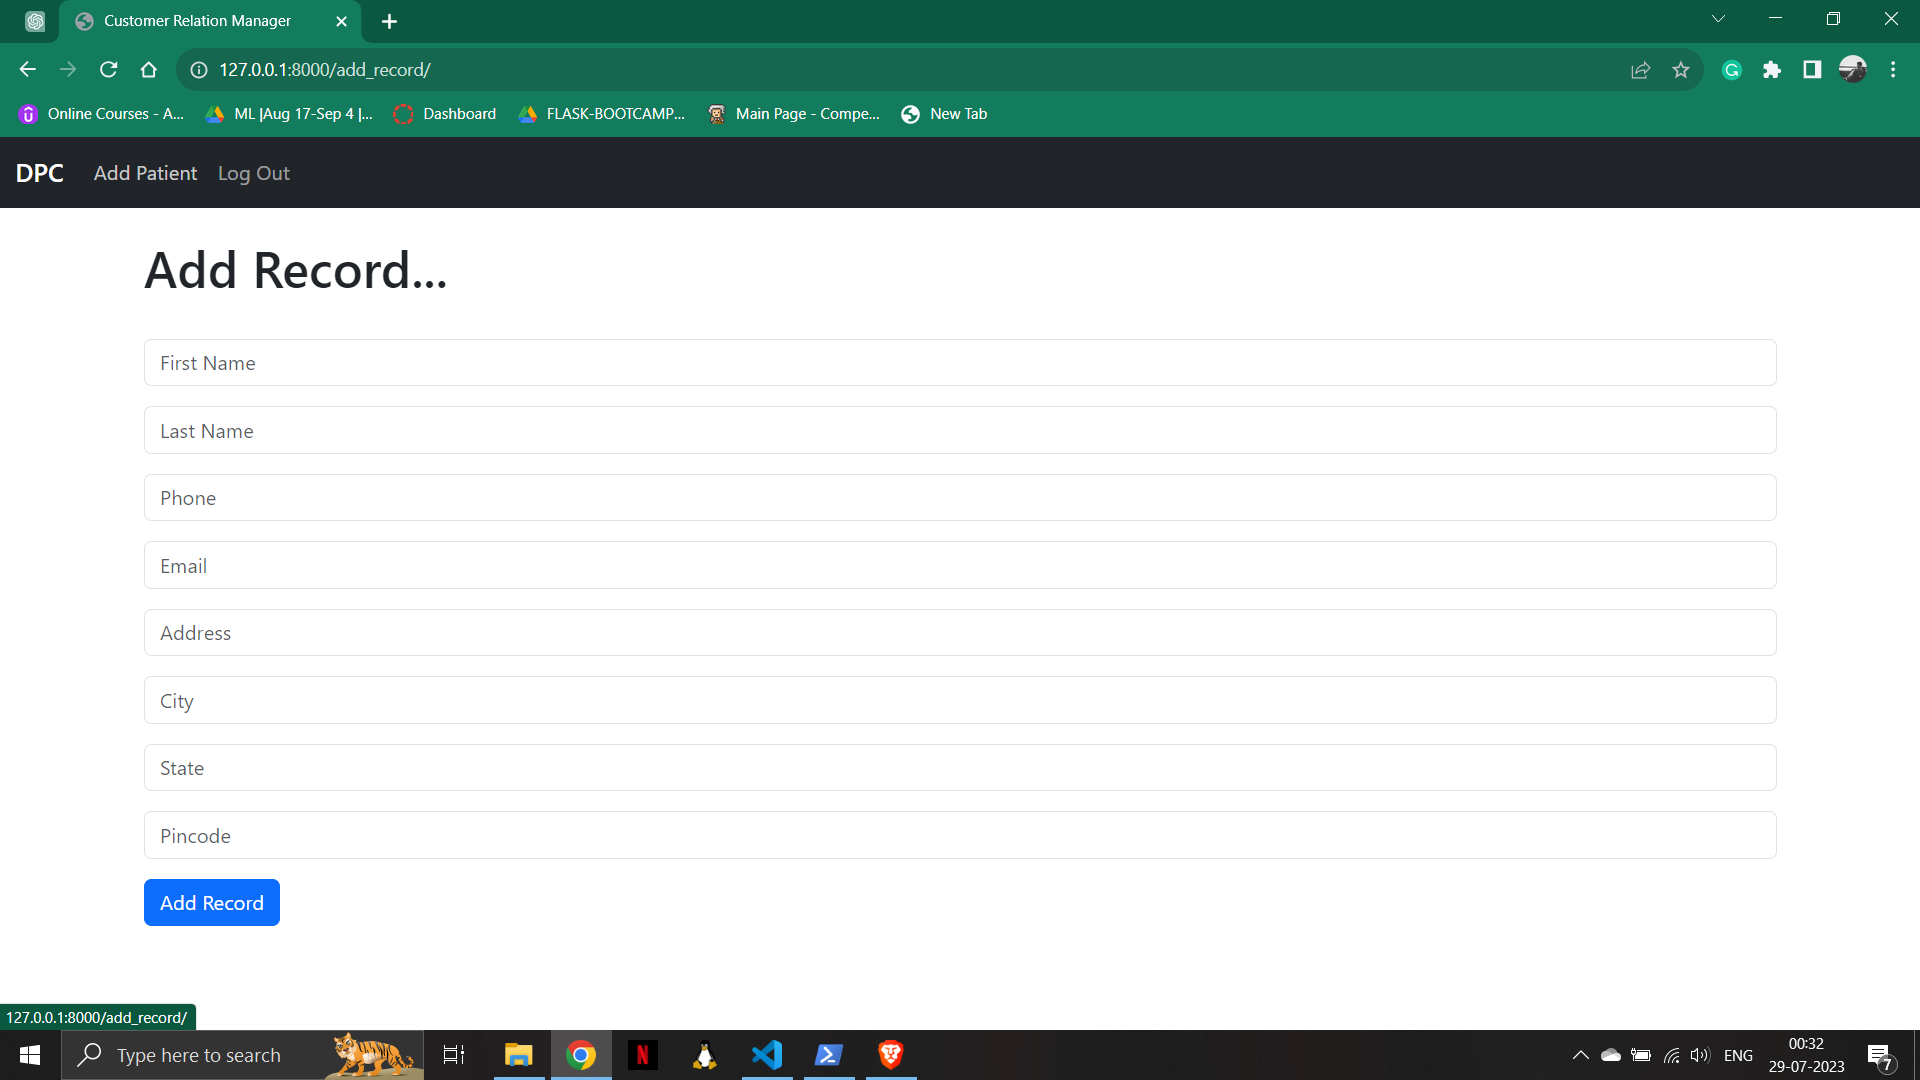 Customer Relation Manager
127.0.0.1:8000/add_record/
Online Courses - A...
ML |Aug 17-Sep 4 |...
Dashboard
FLASK-BOOTCAMP...
Main Page - Compe...
New Tab
DPC
Add Patient
Log Out
Add Record...
First Name
Last Name
Phone
Email
Address
City
State
Pincode
Add Record
127.0.0.1:8000/add_record/
Type here to search
ENG
00:32
29-07-2023
7